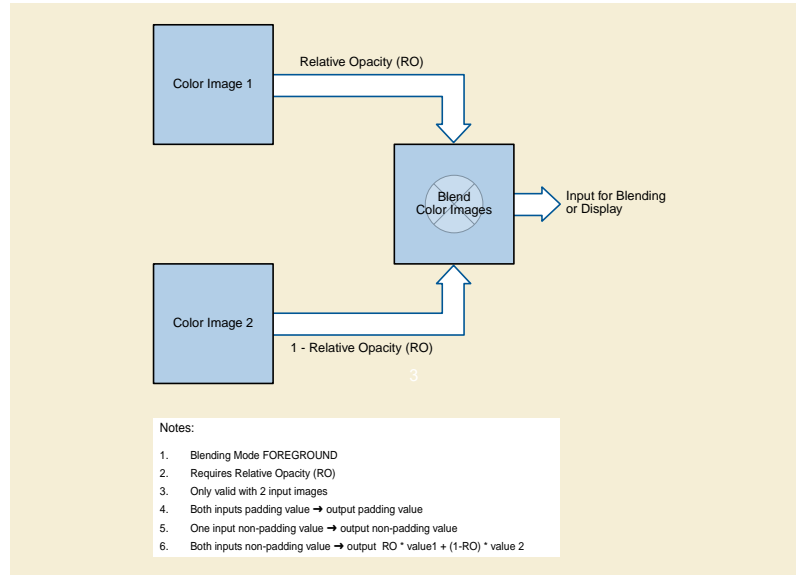 Relative Opacity (RO)
Color Image 1
Blend
Color Images
Input for Blending
or Display
Color Image 2
1 - Relative Opacity (RO)
3
Notes:
1. Blending Mode FOREGROUND
2. Requires Relative Opacity (RO)
3. Only valid with 2 input images
4. Both inputs padding value ➜ output padding value
5. One input non-padding value ➜ output non-padding value
6. Both inputs non-padding value ➜ output RO * value1 + (1-RO) * value 2